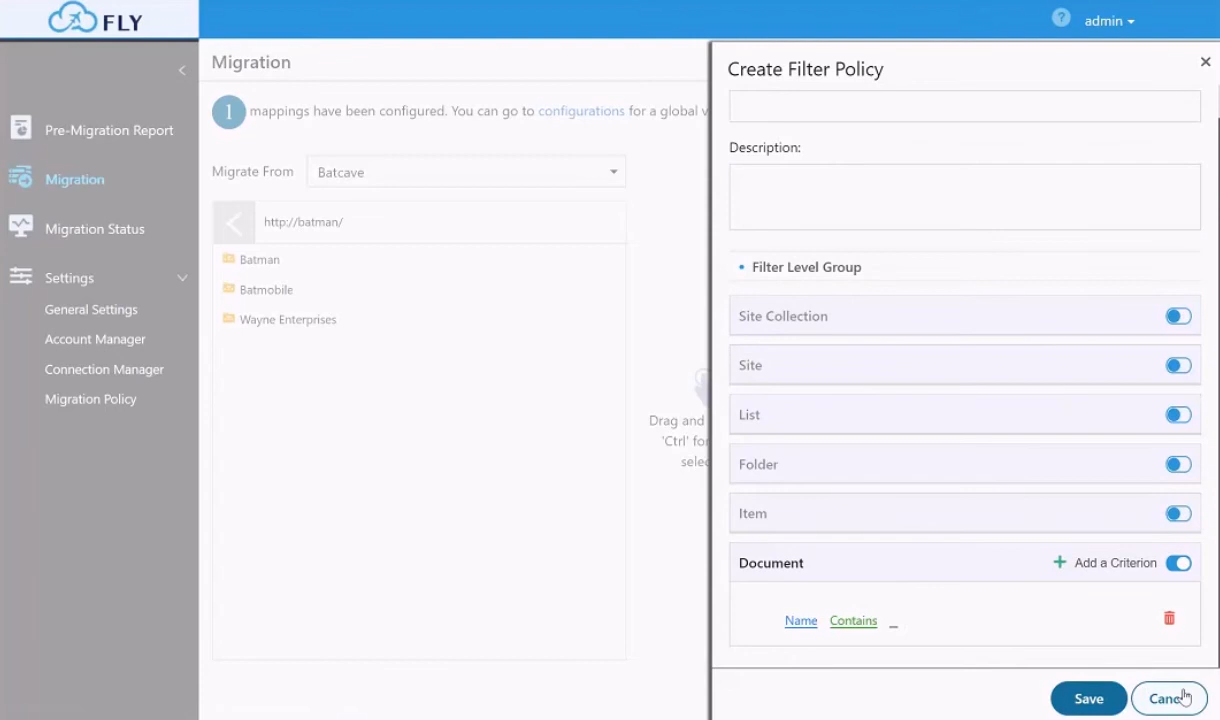 FLY
?
admin
Pre-Migration Report
Migration
Migration Status
Settings
General Settings
Account Manager
Connection Manager
Migration Policy
Migration
1 mappings have been configured. You can go to configurations for a global v
Migrate From
Batcave
http://batman/
Batman
Batmobile
Wayne Enterprises
Drag and
'Ctrl' for
selec
Create Filter Policy
Description:
Filter Level Group
Site Collection
Site
List
Folder
Item
Document
+ Add a Criterion
Name Contains _
Save
Canc